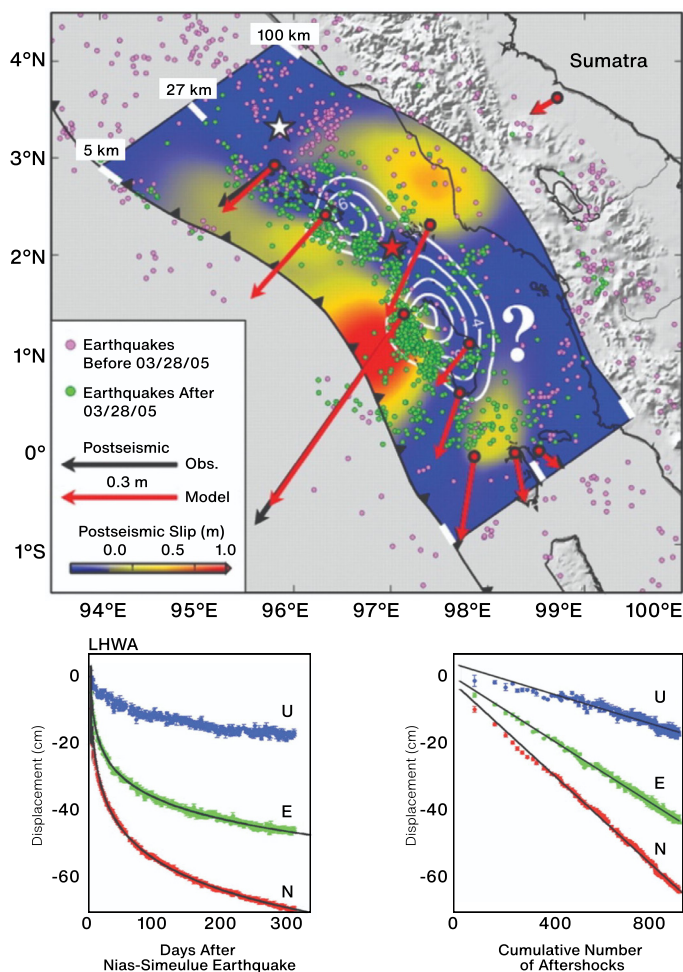 4°N
100 km
Sumatra
27 km
3°N
5 km
6
2°N
4
?
1°N
Earthquakes
Before 03/28/05
Earthquakes After
03/28/05
Postseismic
Obs.
0.3 m
Model
Postseismic Slip (m)
0.0 0.5 1.0
0°
1°S
94°E 95°E 96°E 97°E 98°E 99°E 100°E
LHWA
0
-20
-40
-60
Displacement (cm)
U
E
N
0 100 200 300
Days After
Nias-Simeulue Earthquake
0
-20
-40
-60
Displacement (cm)
U
E
N
0 400 800
Cumulative Number
of Aftershocks